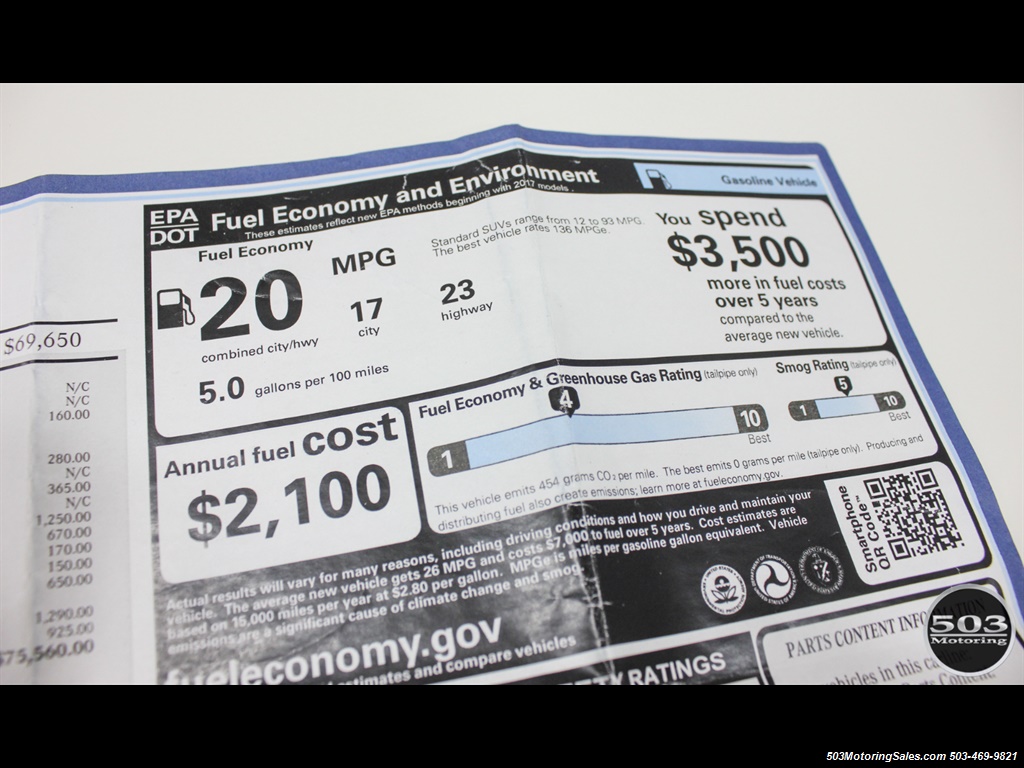 $69,650
N/C
N/C
160.00
280.00
N/C
365.00
N/C
1,250.00
670.00
170.00
150.00
650.00
1,290.00
925.00
$75,560.00
EPA
DOT
Fuel Economy and Environment
These estimates reflect new EPA methods beginning with 2017 models.
Gasoline Vehicle
Fuel Economy
20
MPG
combined city/hwy
17
city
23
highway
5.0 gallons per 100 miles
Standard SUVs range from 12 to 93 MPG.
The best vehicle rates 136 MPGe.
You spend
$3,500
more in fuel costs
over 5 years
compared to the
average new vehicle.
Annual fuel cost
$2,100
Fuel Economy & Greenhouse Gas Rating (tailpipe only)
4
1
10
Best
Smog Rating (tailpipe only)
5
1
10
Best
This vehicle emits 454 grams CO2 per mile. The best emits 0 grams per mile (tailpipe only). Producing and
distributing fuel also create emissions; learn more at fueleconomy.gov.
Actual results will vary for many reasons, including driving conditions and how you drive and maintain your
vehicle. The average new vehicle gets 26 MPG and costs $7,000 to fuel over 5 years. Cost estimates are
based on 15,000 miles per year at $2.80 per gallon. MPGe is miles per gasoline gallon equivalent. Vehicle
emissions are a significant cause of climate change and smog.
fueleconomy.gov
estimates and compare vehicles
Smartphone
QR Code™
RATINGS
PARTS CONTENT INFORMATION
vehicles in this
503
Motoring
503MotoringSales.com 503-469-9821